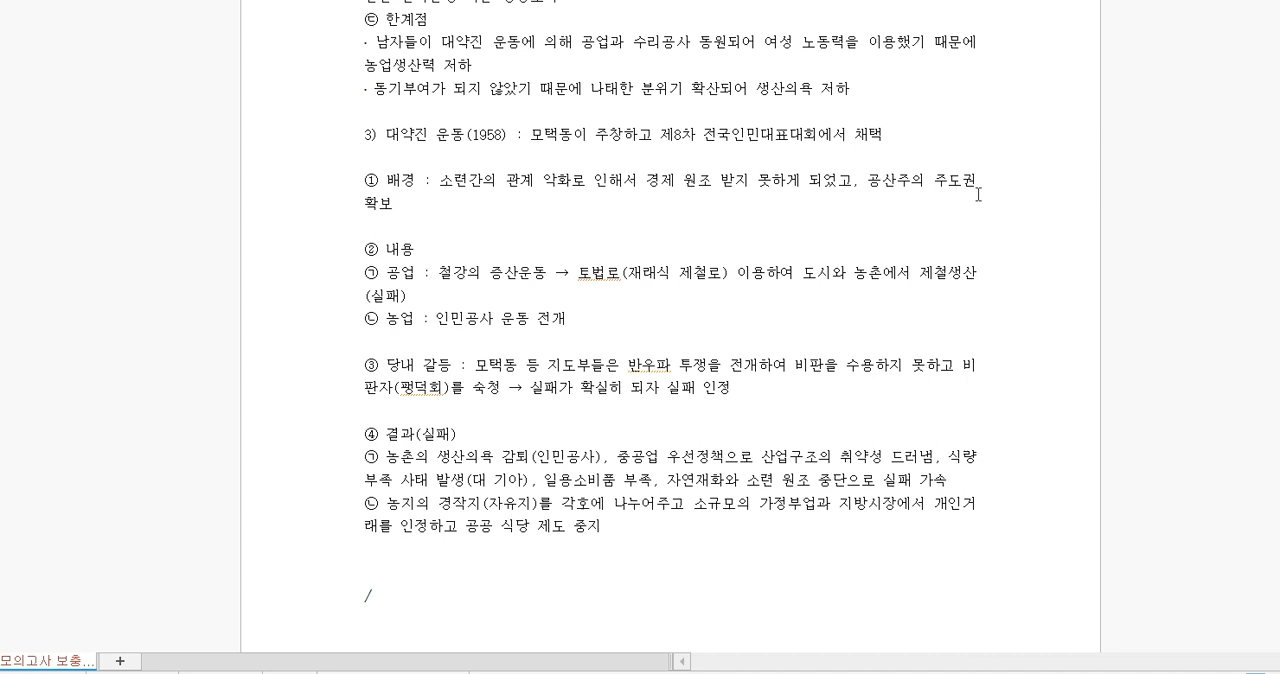 ㉢ 한계점
· 남자들이 대약진 운동에 의해 공업과 수리공사 동원되어 여성 노동력을 이용했기 때문에
농업생산력 저하
· 동기부여가 되지 않았기 때문에 나태한 분위기 확산되어 생산의욕 저하
3) 대약진 운동(1958) : 모택동이 주창하고 제8차 전국인민대표대회에서 채택
① 배경 : 소련간의 관계 악화로 인해서 경제 원조 받지 못하게 되었고, 공산주의 주도권
확보
② 내용
㉠ 공업 : 철강의 증산운동 → 토법로(재래식 제철로) 이용하여 도시와 농촌에서 제철생산
(실패)
㉡ 농업 : 인민공사 운동 전개
③ 당내 갈등 : 모택동 등 지도부들은 반우파 투쟁을 전개하여 비판을 수용하지 못하고 비
판자(팽덕회)를 숙청 → 실패가 확실히 되자 실패 인정
④ 결과(실패)
㉠ 농촌의 생산의욕 감퇴(인민공사), 중공업 우선정책으로 산업구조의 취약성 드러냄, 식량
부족 사태 발생(대 기아), 일용소비품 부족, 자연재화와 소련 원조 중단으로 실패 가속
㉡ 농지의 경작지(자유지)를 각호에 나누어주고 소규모의 가정부업과 지방시장에서 개인거
래를 인정하고 공공 식당 제도 중지
/
모의고사 보충... +